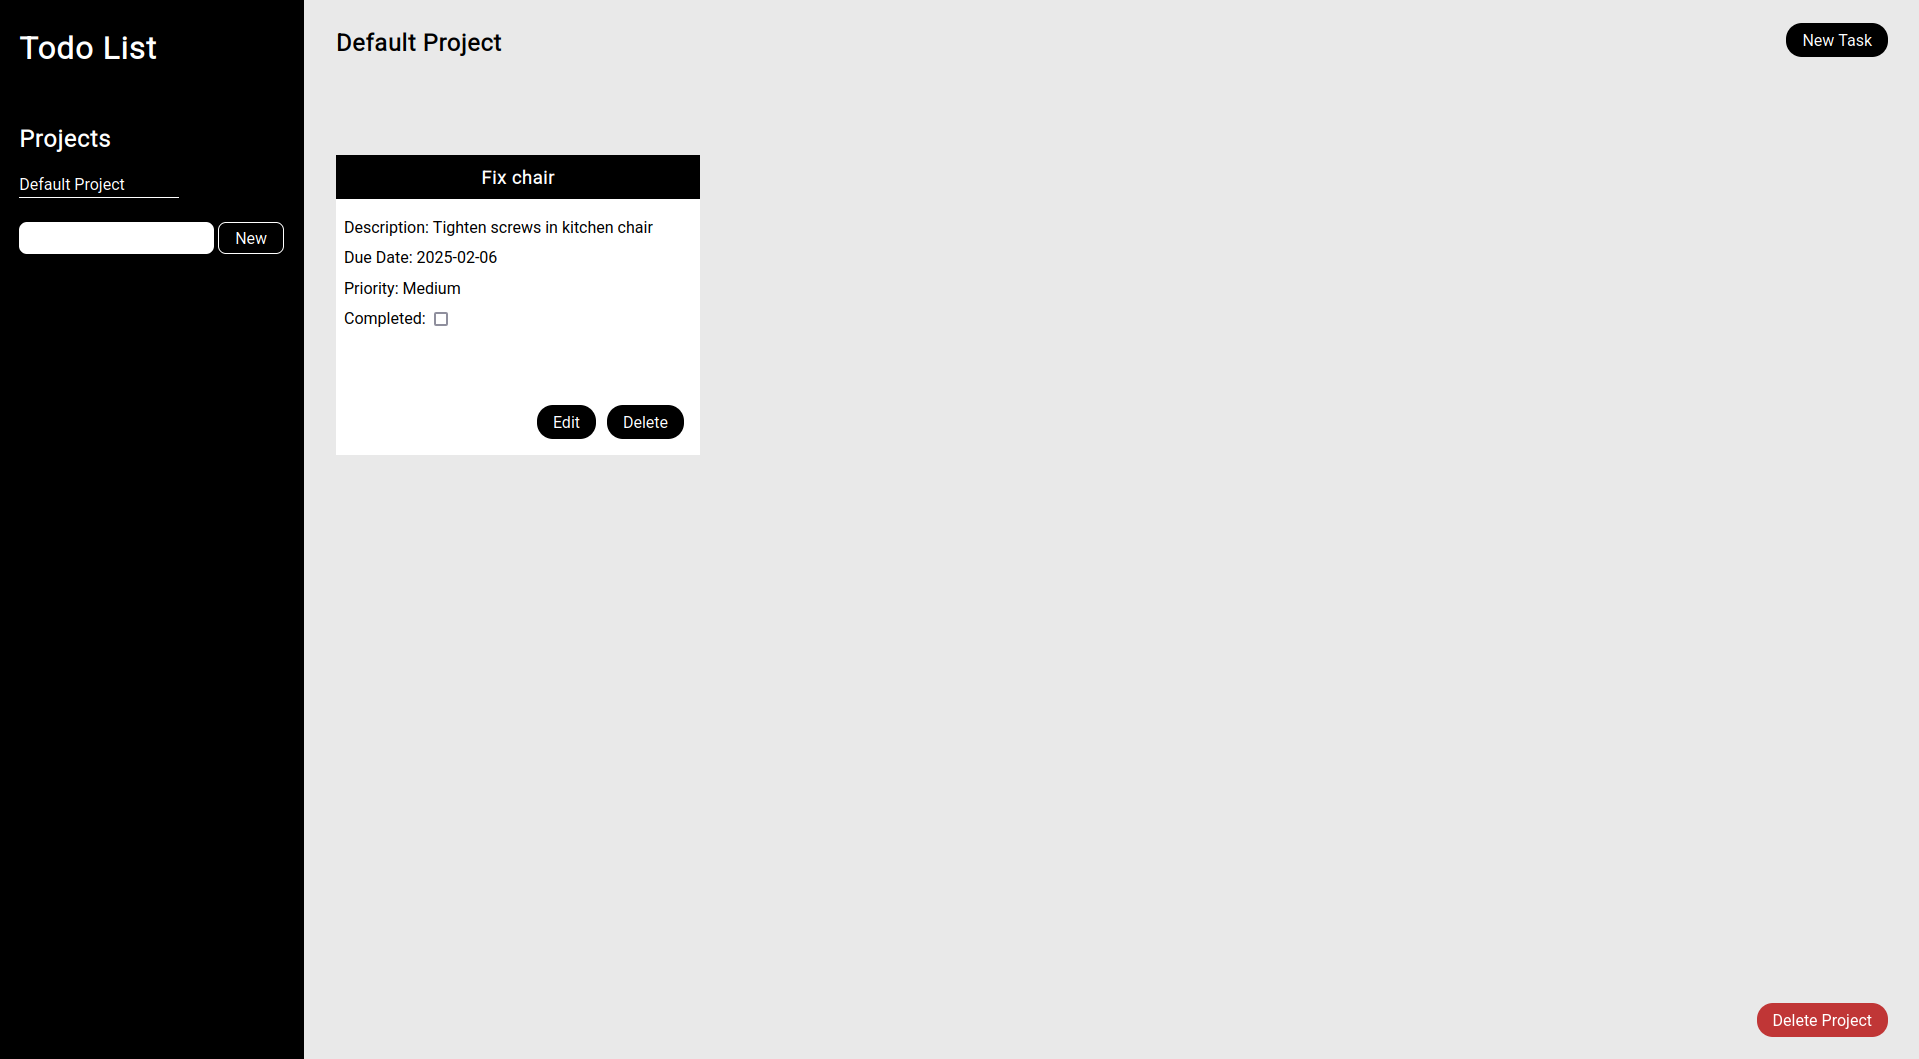 Todo List
Projects
Default Project
New
Default Project
New Task
Fix chair
Description: Tighten screws in kitchen chair
Due Date: 2025-02-06
Priority: Medium
Completed:
Edit Delete
Delete Project